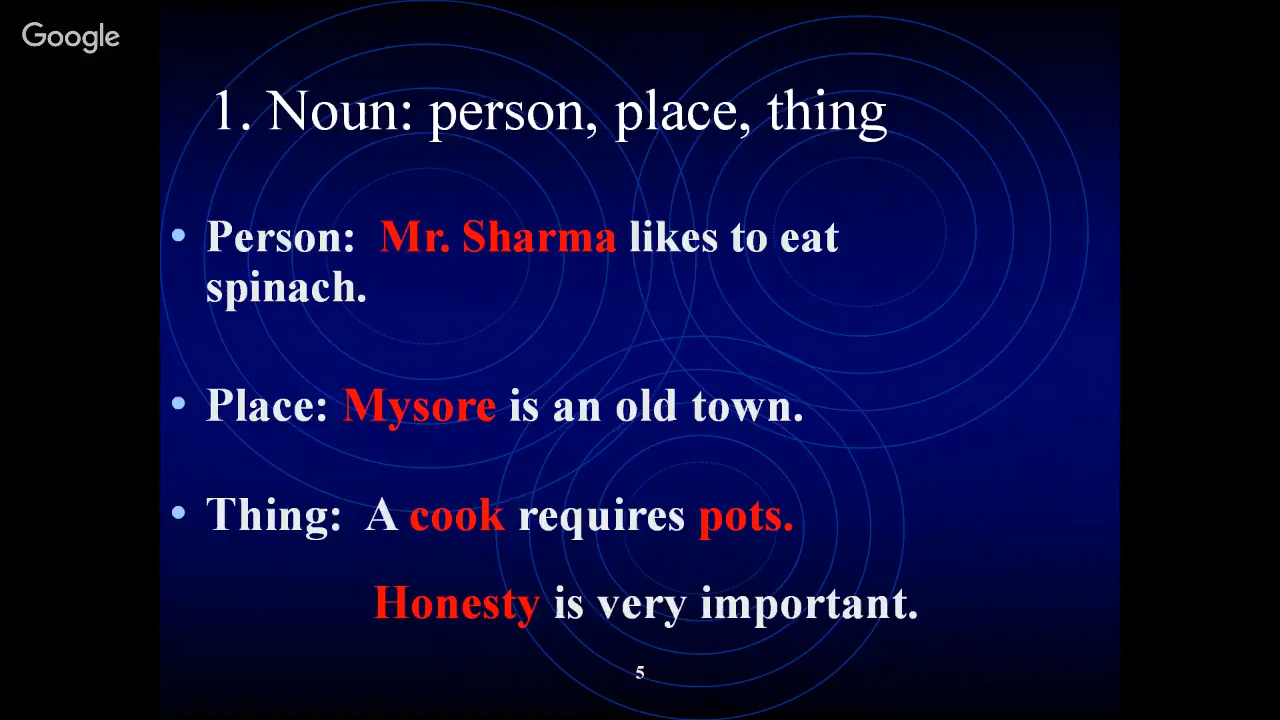 Google
1. Noun: person, place, thing
• Person: Mr. Sharma likes to eat
spinach.
• Place: Mysore is an old town.
• Thing: A cook requires pots.
Honesty is very important.
5